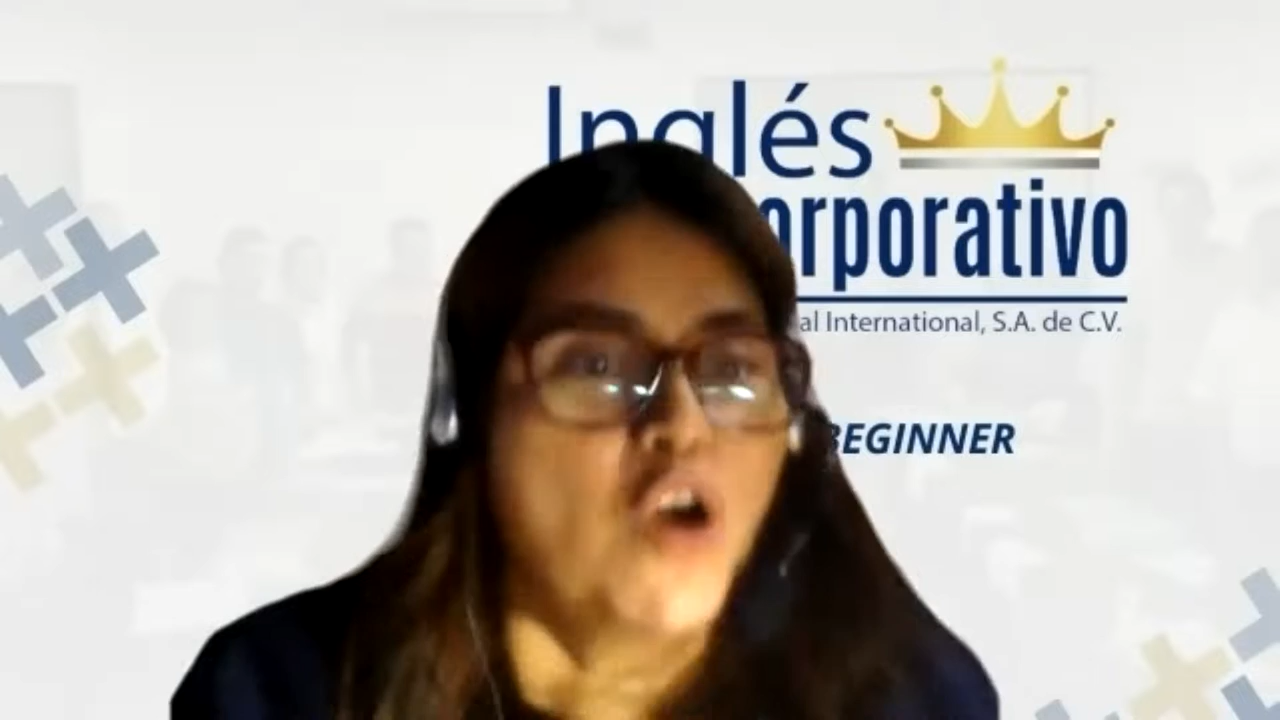 Inglés
orporativo
al International, S.A. de C.V.
BEGINNER